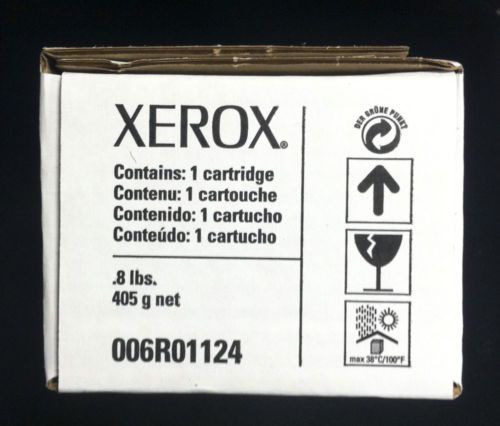 XEROX®
Contains: 1 cartridge
Contenu: 1 cartouche
Contenido: 1 cartucho
Conteúdo: 1 cartucho
.8 lbs.
405 g net
006R01124
DER GRÜNE PUNKT
max 38°C/100°F